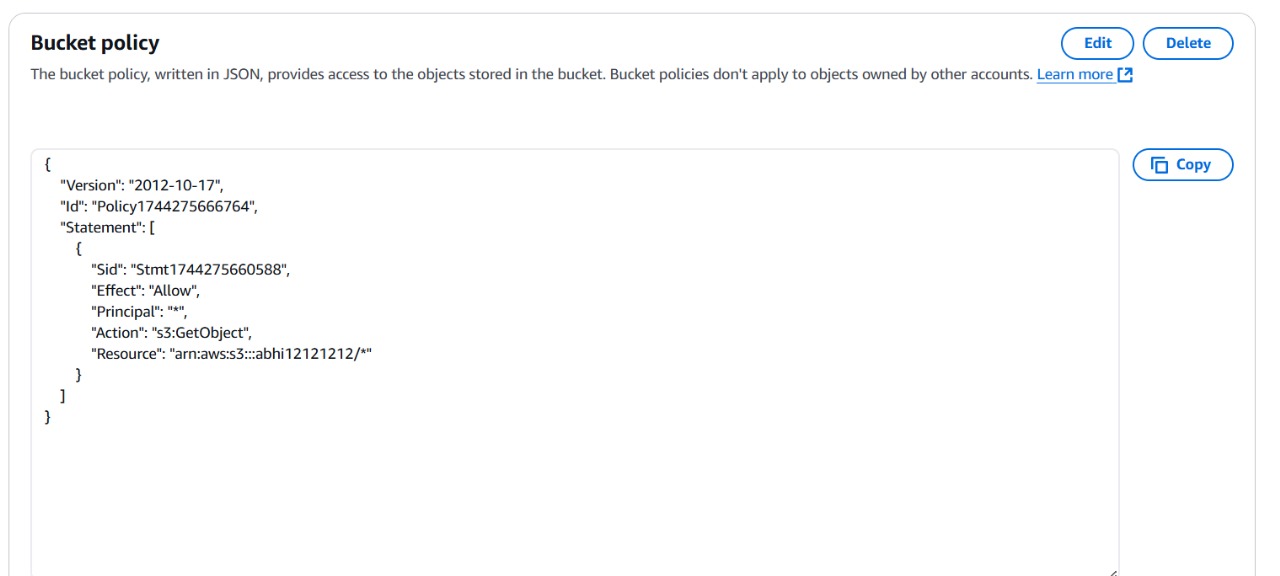 Bucket policy
Edit
Delete
The bucket policy, written in JSON, provides access to the objects stored in the bucket. Bucket policies don't apply to objects owned by other accounts. Learn more
Copy
{
"Version": "2012-10-17",
"Id": "Policy1744275666764",
"Statement": [
{
"Sid": "Stmt1744275660588",
"Effect": "Allow",
"Principal": "*",
"Action": "s3:GetObject",
"Resource": "arn:aws:s3:::abhi12121212/*"
}
]
}